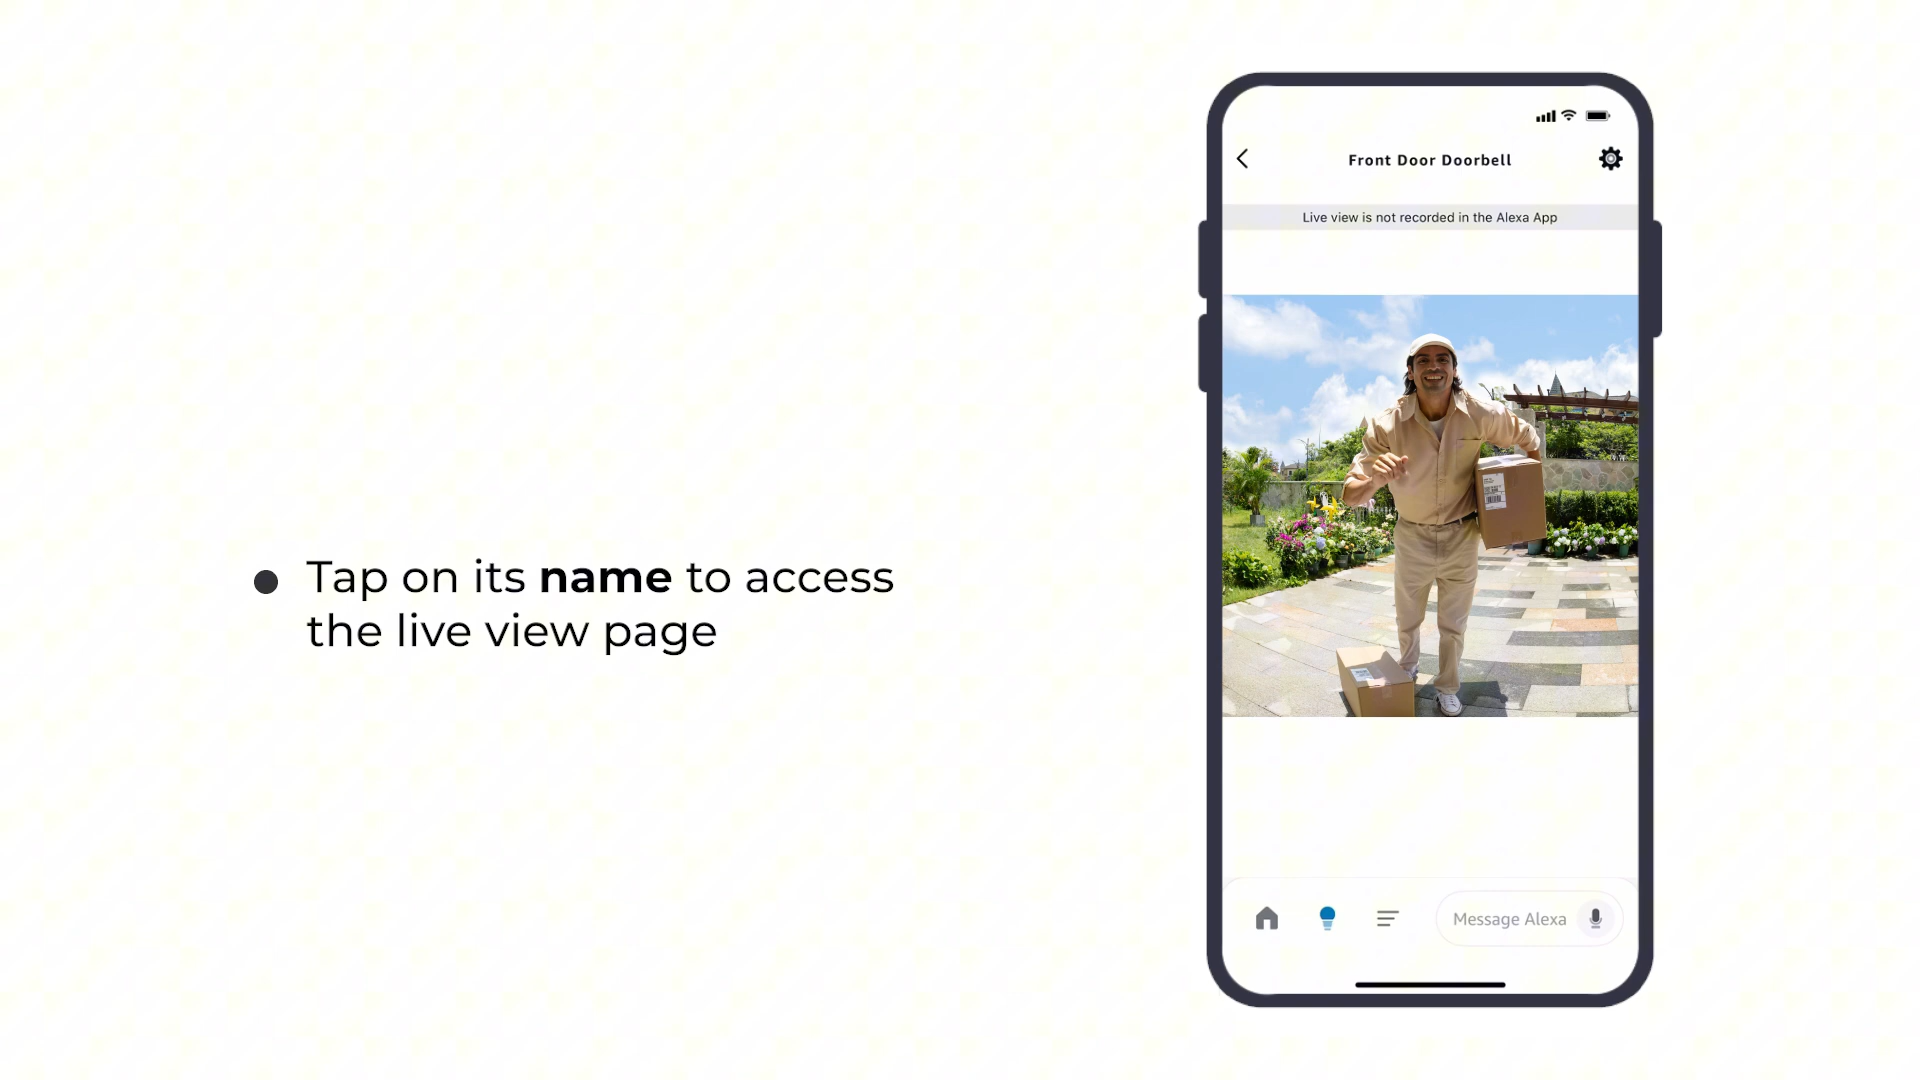 Tap on its name to access
the live view page
Front Door Doorbell
Live view is not recorded in the Alexa App
Message Alexa